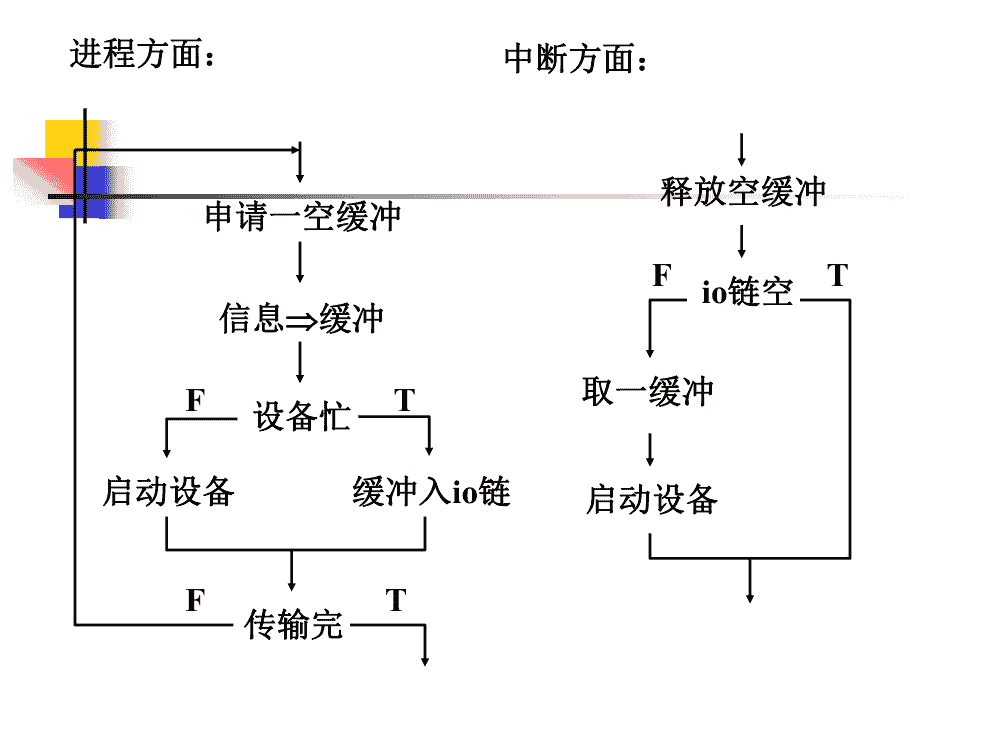 进程方面：
申请一空缓冲
信息⇒缓冲
F 设备忙 T
启动设备 缓冲入io链
F 传输完 T
中断方面：
释放空缓冲
F io链空 T
取一缓冲
启动设备